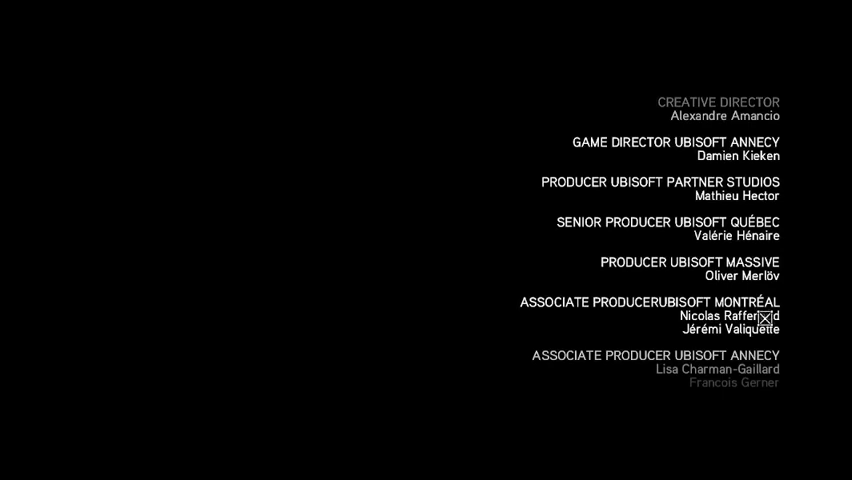 CREATIVE DIRECTOR
Alexandre Amancio
GAME DIRECTOR UBISOFT ANNECY
Damien Kieken
PRODUCER UBISOFT PARTNER STUDIOS
Mathieu Hector
SENIOR PRODUCER UBISOFT QUÉBEC
Valérie Hénaire
PRODUCER UBISOFT MASSIVE
Oliver Merlöv
ASSOCIATE PRODUCERUBISOFT MONTRÉAL
Nicolas
Jérémi Valiquette
ASSOCIATE PRODUCER UBISOFT ANNECY
Lisa Charman-Gaillard
Francois Gerner